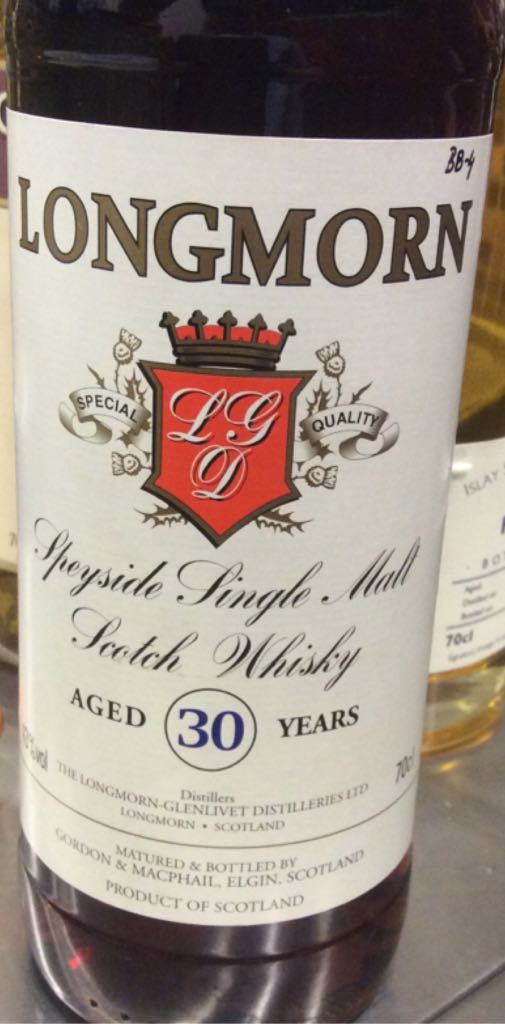 BB-4
LONGMORN
SPECIAL
QUALITY
LG
D
Speyside Single Malt
Scotch Whisky
AGED 30 YEARS
70cl
Distillers
THE LONGMORN-GLENLIVET DISTILLERIES LTD
LONGMORN • SCOTLAND
MATURED & BOTTLED BY
GORDON & MACPHAIL, ELGIN, SCOTLAND
PRODUCT OF SCOTLAND
ISLAY
70cl